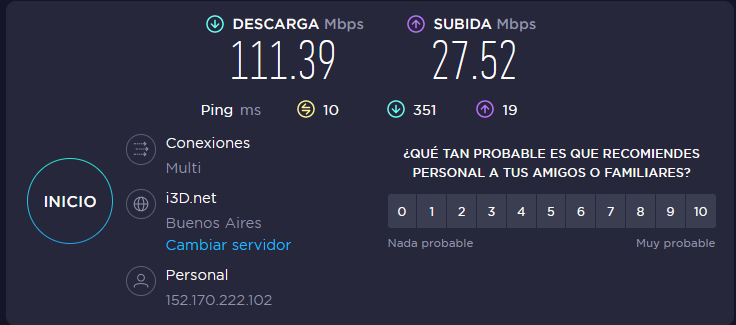 DESCARGA Mbps
111.39
SUBIDA Mbps
27.52
Ping ms 10 351 19
INICIO
Conexiones
Multi
i3D.net
Buenos Aires
Cambiar servidor
Personal
152.170.222.102
¿QUÉ TAN PROBABLE ES QUE RECOMIENDES
PERSONAL A TUS AMIGOS O FAMILIARES?
0 1 2 3 4 5 6 7 8 9 10
Nada probable Muy probable